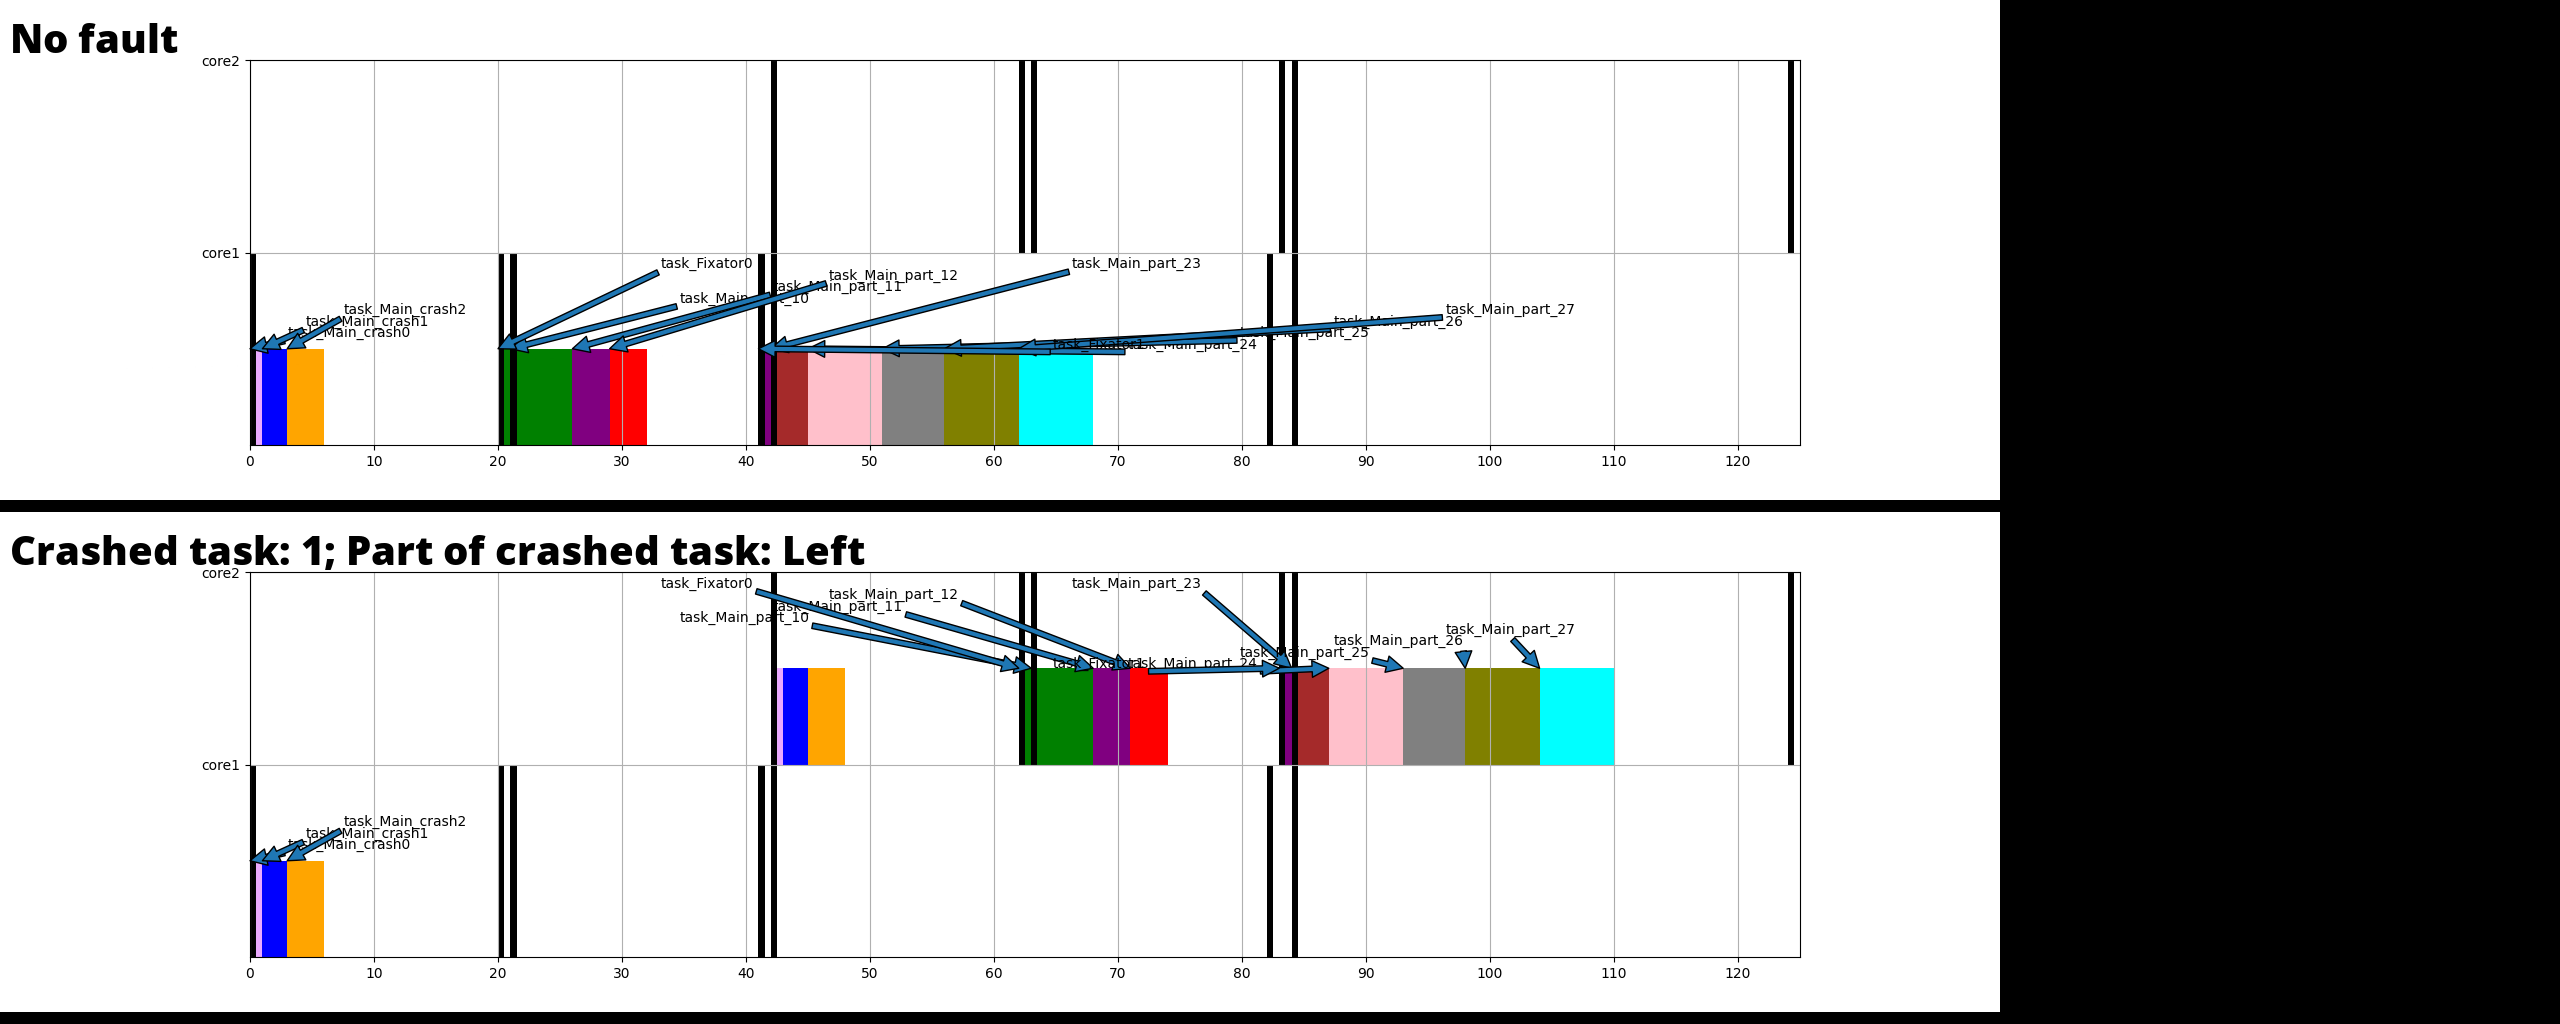 No fault
core2
core1
task_Fixator0
task_Main_part_23
task_Main_part_12
task_Main_part_11
task_Main_part_10
task_Main_crash2
task_Main_crash1
task_Main_crash0
task_Main_part_27
task_Main_part_26
task_Main_part_25
task_Fixator1
task_Main_part_24
0 10 20 30 40 50 60 70 80 90 100 110 120
Crashed task: 1; Part of crashed task: Left
core2
task_Fixator0
task_Main_part_23
task_Main_part_12
task_Main_part_11
task_Main_part_10
task_Main_part_27
task_Main_part_26
task_Main_part_25
task_Fixator1
task_Main_part_24
core1
task_Main_crash2
task_Main_crash1
task_Main_crash0
0 10 20 30 40 50 60 70 80 90 100 110 120